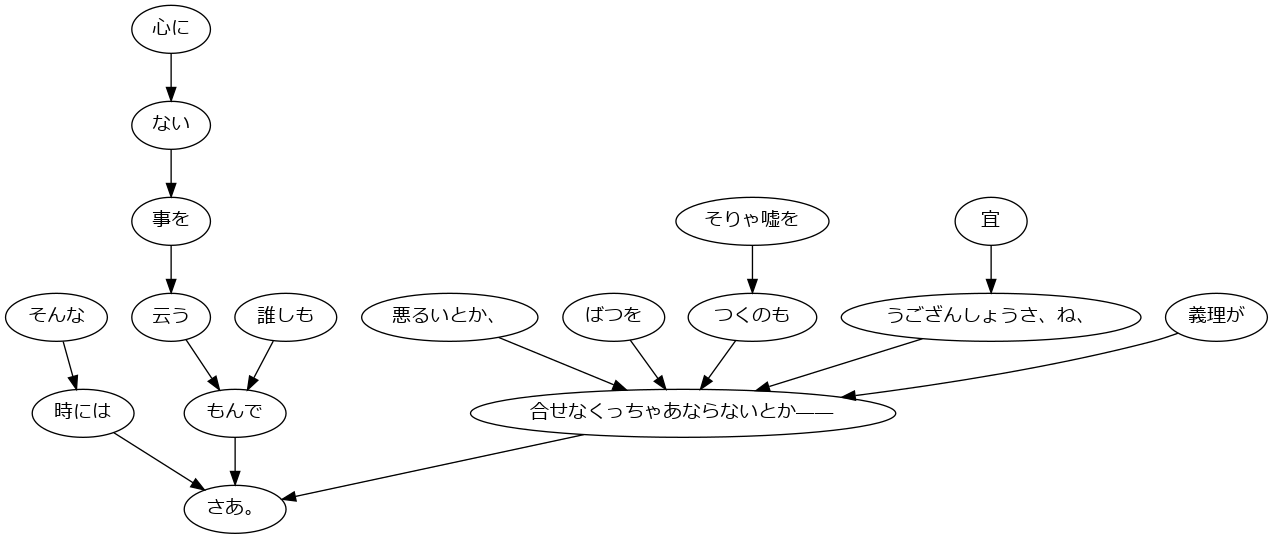 心に
ない
そりゃ嘘を
宜
事を
そんな
云う
誰しも
悪るいとか、
ばつを
つくのも
うござんしょうさ、ね、
義理が
時には
もんで
合せなくっちゃあならないとか――
さあ。